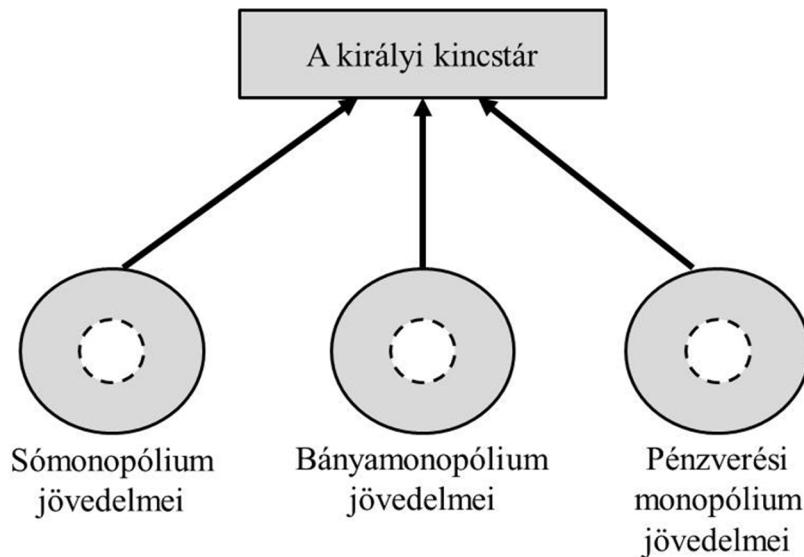 A királyi kincstár
Sómonopólium
jövedelmei
Bányamonopólium
jövedelmei
Pénzverési
monopólium
jövedelmei